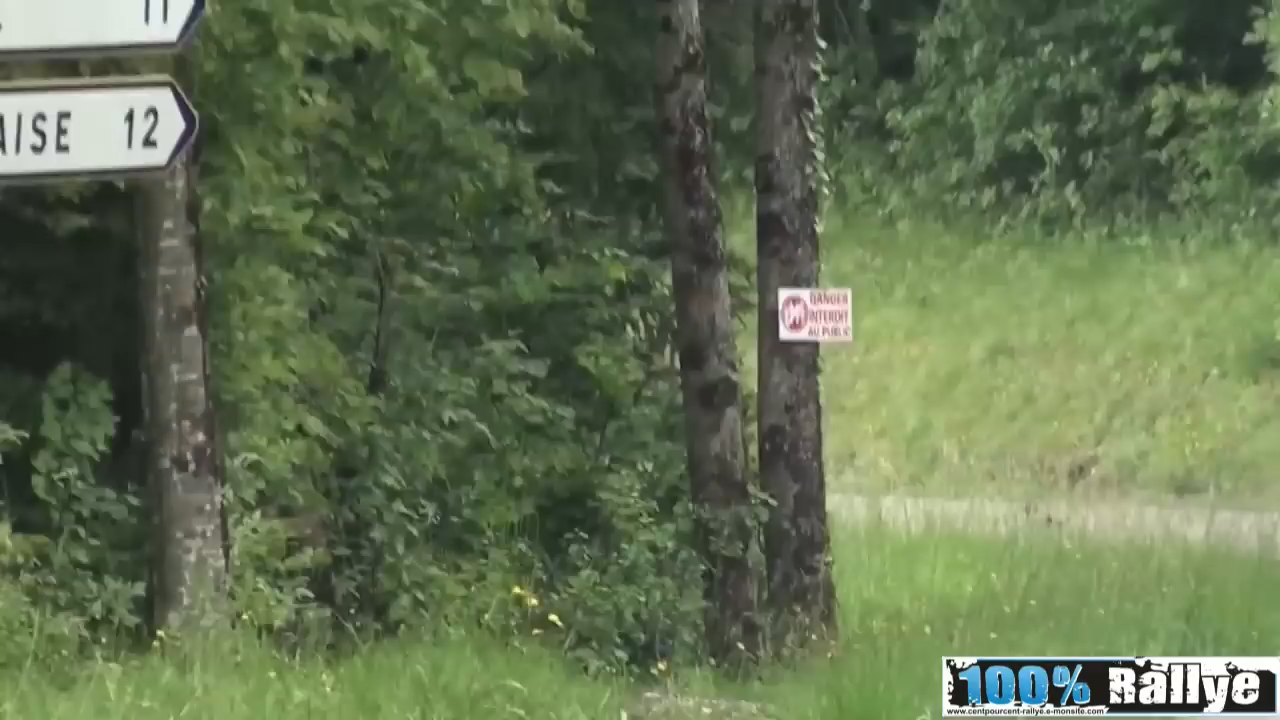 11
AISE 12
DANGER
INTERDIT
AU PUBLIC
100% Rallye
www.centpourcent-rallye.e-monsite.com